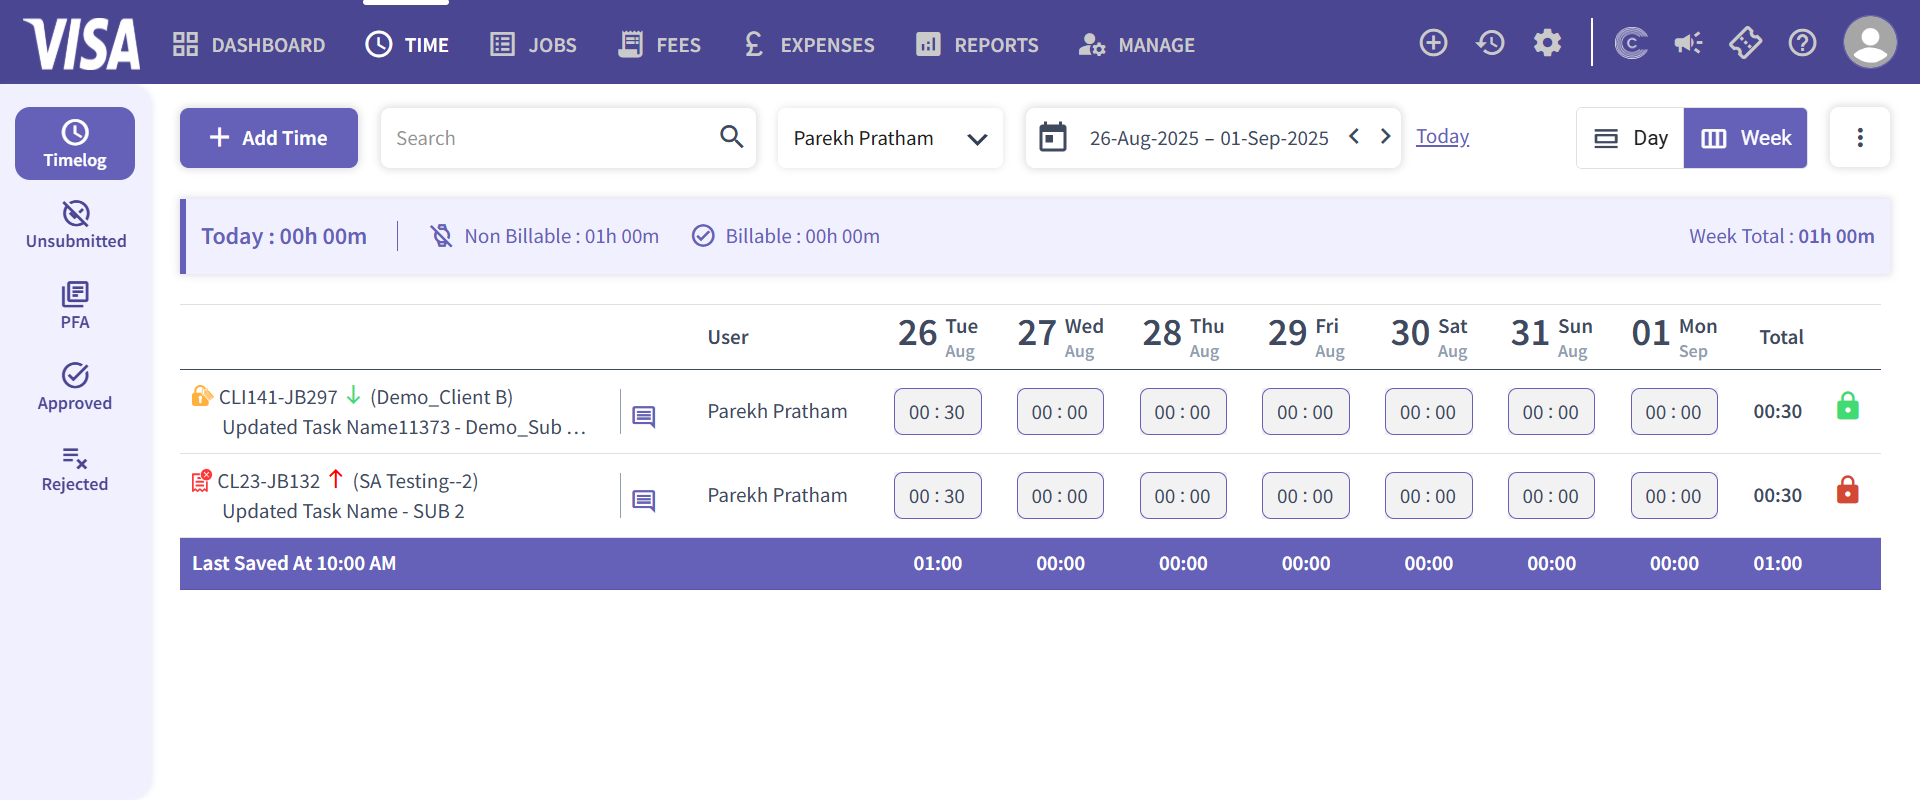 VISA DASHBOARD TIME JOBS FEES £ EXPENSES REPORTS MANAGE
Timelog
Unsubmitted
PFA
Approved
Rejected
+ Add Time Search Parekh Pratham 26-Aug-2025 – 01-Sep-2025 Today Day Week
Today : 00h 00m Non Billable : 01h 00m Billable : 00h 00m Week Total : 01h 00m
User 26 Tue Aug 27 Wed Aug 28 Thu Aug 29 Fri Aug 30 Sat Aug 31 Sun Aug 01 Mon Sep Total
CLI141-JB297 (Demo_Client B)
Updated Task Name11373 - Demo_Sub ...
Parekh Pratham 00 : 30 00 : 00 00 : 00 00 : 00 00 : 00 00 : 00 00 : 00 00:30
CL23-JB132 (SA Testing--2)
Updated Task Name - SUB 2
Parekh Pratham 00 : 30 00 : 00 00 : 00 00 : 00 00 : 00 00 : 00 00 : 00 00:30
Last Saved At 10:00 AM 01:00 00:00 00:00 00:00 00:00 00:00 00:00 01:00